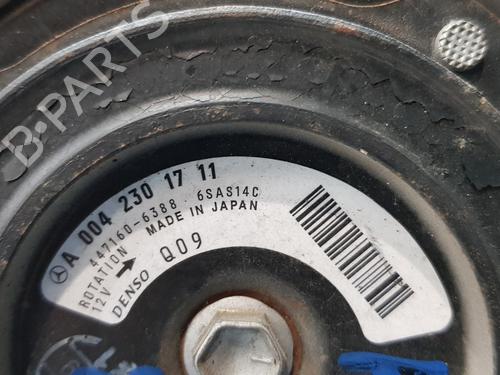 B-PARTS
A 004 230 17 11
447160-6388 6SAS14C
ROTATION → MADE IN JAPAN
12V DENSO Q09